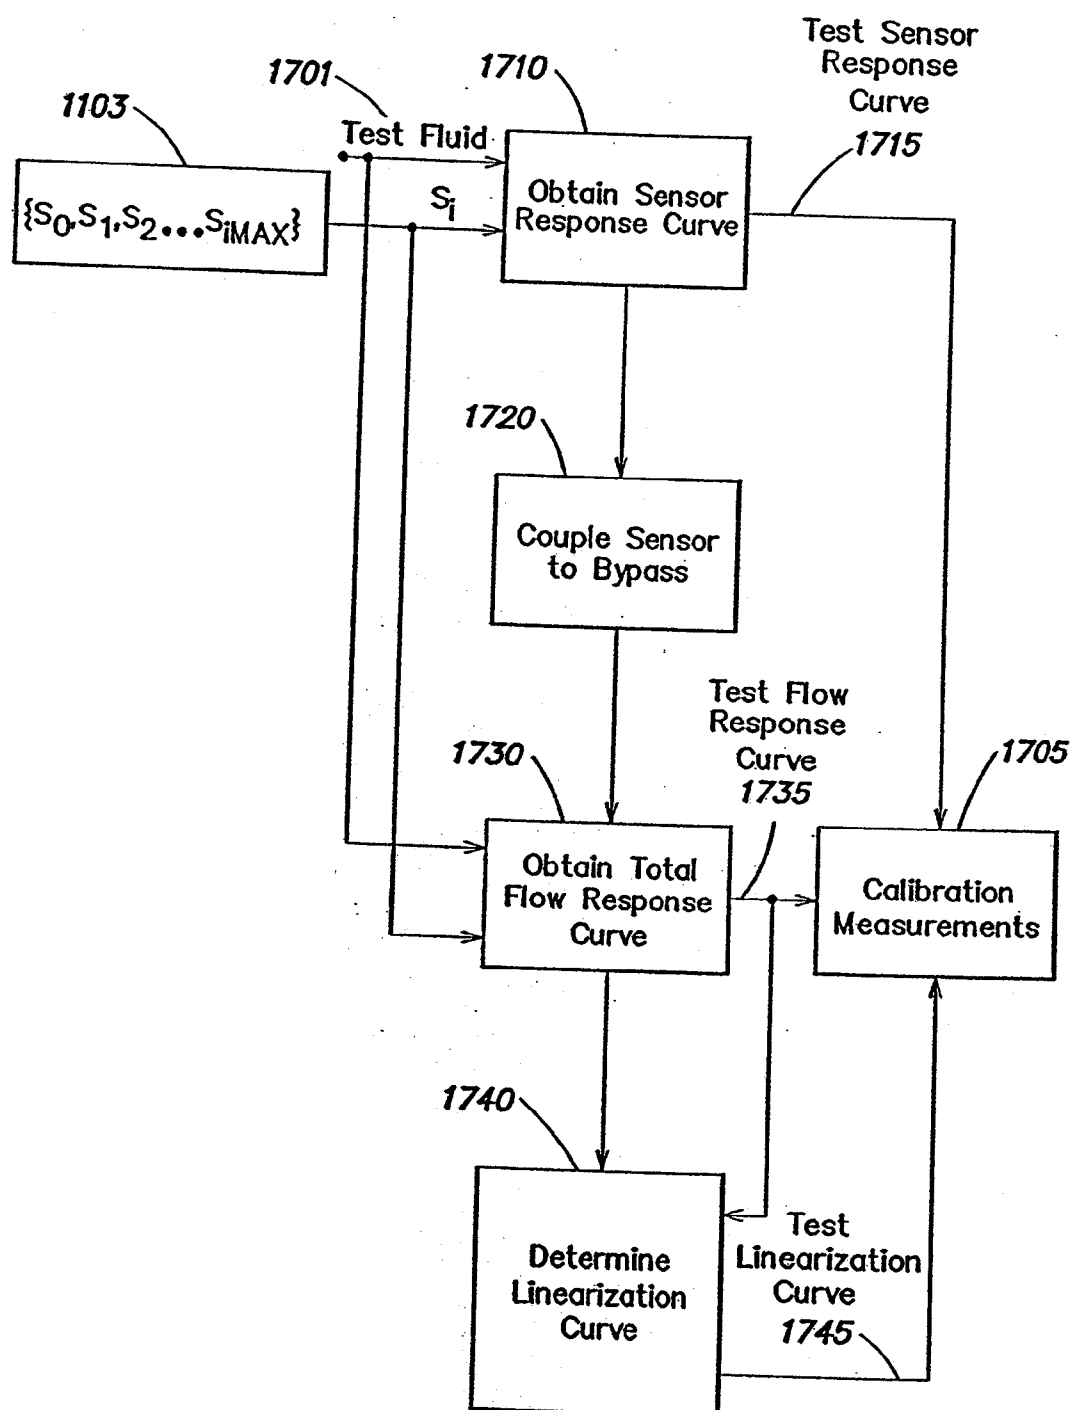 Test Sensor
Response
Curve
1715
1710
1701
1103
Test Fluid
{S0,S1,S2•••SiMAX}
Si
Obtain Sensor
Response Curve
1720
Couple Sensor
to Bypass
Test Flow
Response
Curve
1735
1730
1705
Obtain Total
Flow Response
Curve
Calibration
Measurements
1740
Determine
Linearization
Curve
Test
Linearization
Curve
1745